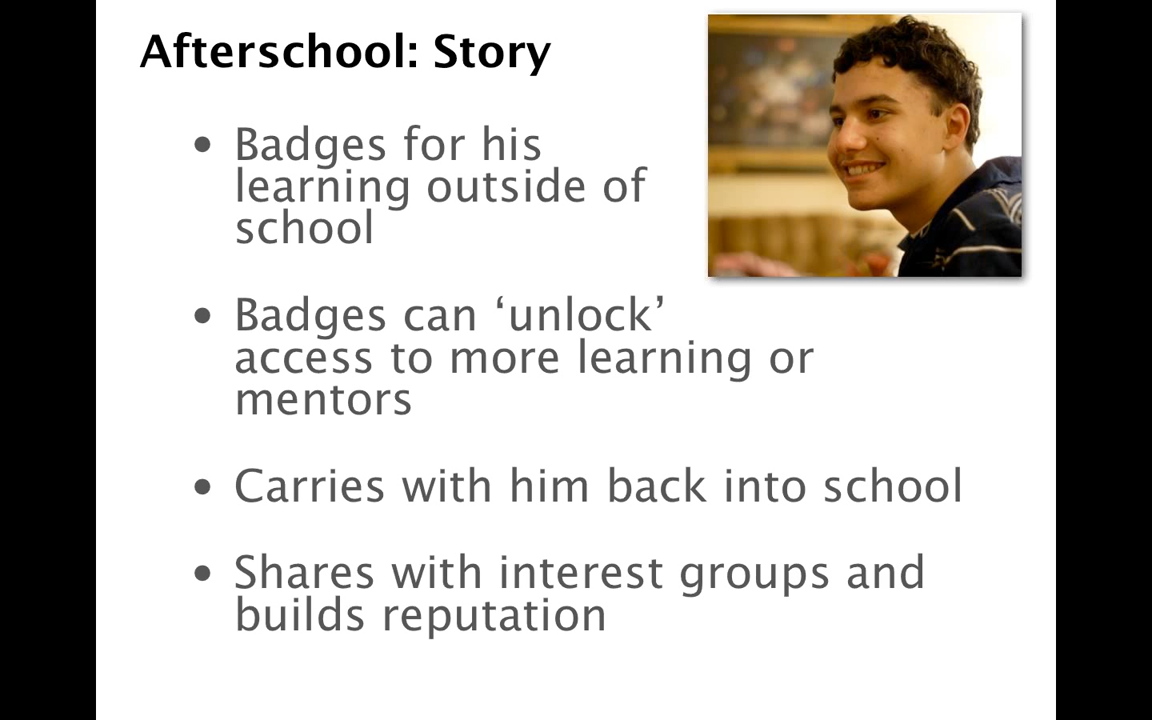 Afterschool: Story
• Badges for his
learning outside of
school
• Badges can ‘unlock’
access to more learning or
mentors
• Carries with him back into school
• Shares with interest groups and
builds reputation